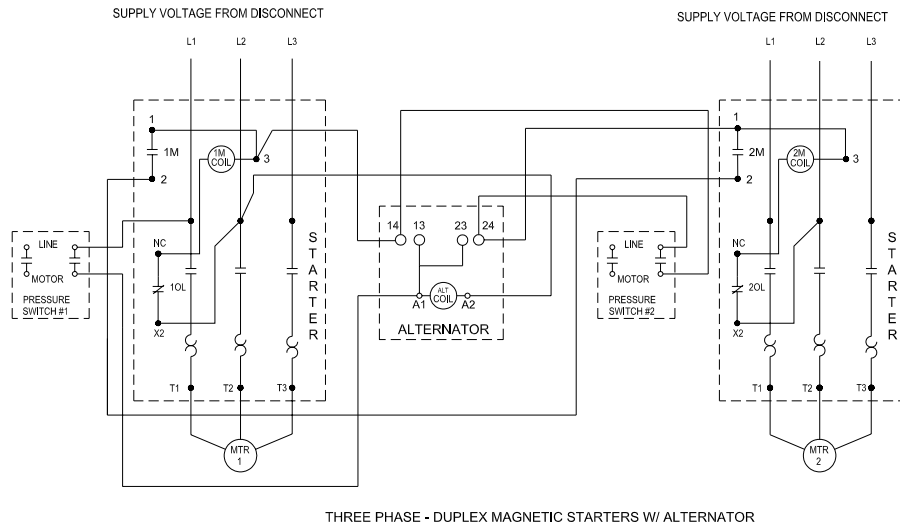 SUPPLY VOLTAGE FROM DISCONNECT
SUPPLY VOLTAGE FROM DISCONNECT
L1 L2 L3
L1 L2 L3
1
1M
2
1M
COIL
3
NC
1OL
X2
STARTER
T1 T2 T3
MTR
1
LINE
MOTOR
PRESSURE
SWITCH #1
14 13 23 24
ALT
COIL
A1 A2
ALTERNATOR
LINE
MOTOR
PRESSURE
SWITCH #2
1
2M
2
2M
COIL
3
NC
2OL
X2
STARTER
T1 T2 T3
MTR
2
THREE PHASE - DUPLEX MAGNETIC STARTERS W/ ALTERNATOR